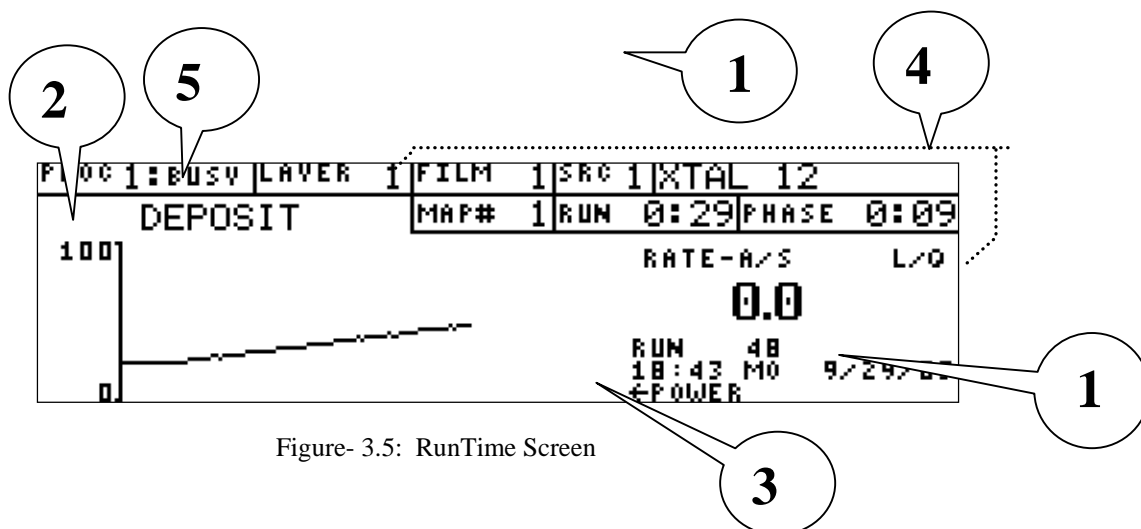 1
4
2
5
1:BUSY LAYER 1 FILM 1 SRC 1 XTAL 12
DEPOSIT MAP# 1 RUN 0:29 PHASE 0:09
100 RATE-A/S L/Q
0.0
RUN 48
18:43 MO
0 ←POWER
1
Figure- 3.5: RunTime Screen
3